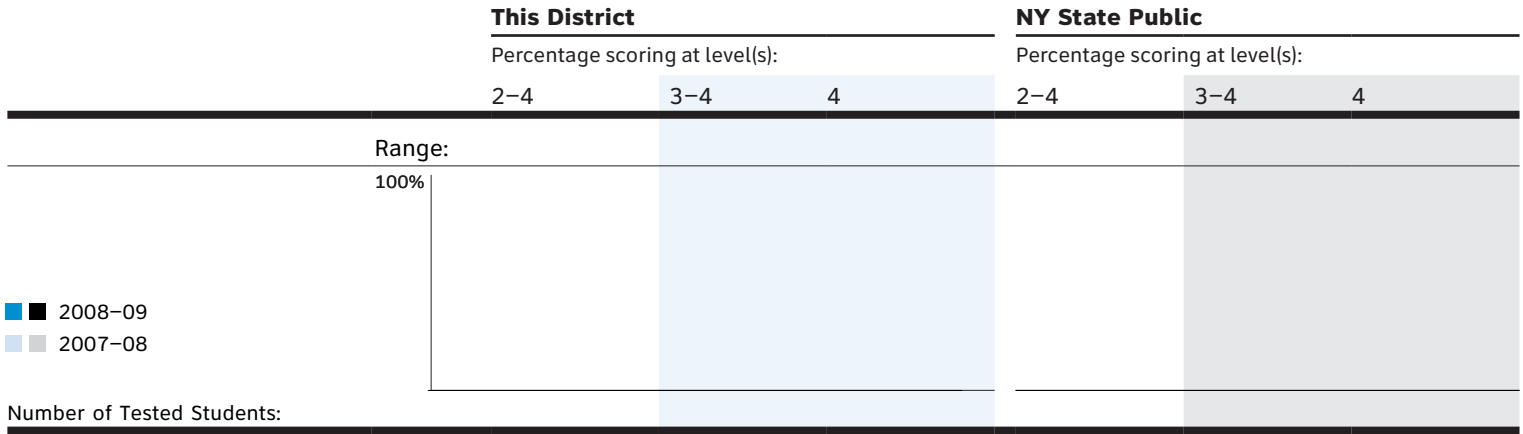 This District NY State Public
Percentage scoring at level(s): Percentage scoring at level(s):
2–4 3–4 4 2–4 3–4 4
Range:
100%
2008–09
2007–08
Number of Tested Students: